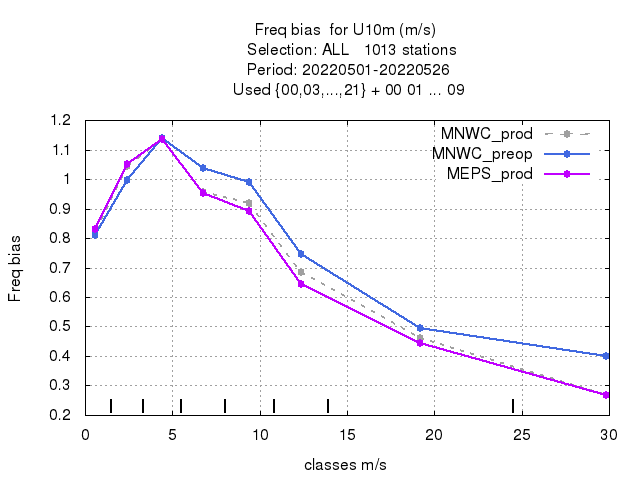 Freq bias  for U10m (m/s)
Selection: ALL   1013 stations
Period: 20220501-20220526
Used {00,03,...,21} + 00 01 ... 09
MNWC_prod
MNWC_preop
MEPS_prod
Freq bias
1.2
1.1
1
0.9
0.8
0.7
0.6
0.5
0.4
0.3
0.2
0 5 10 15 20 25 30
classes m/s